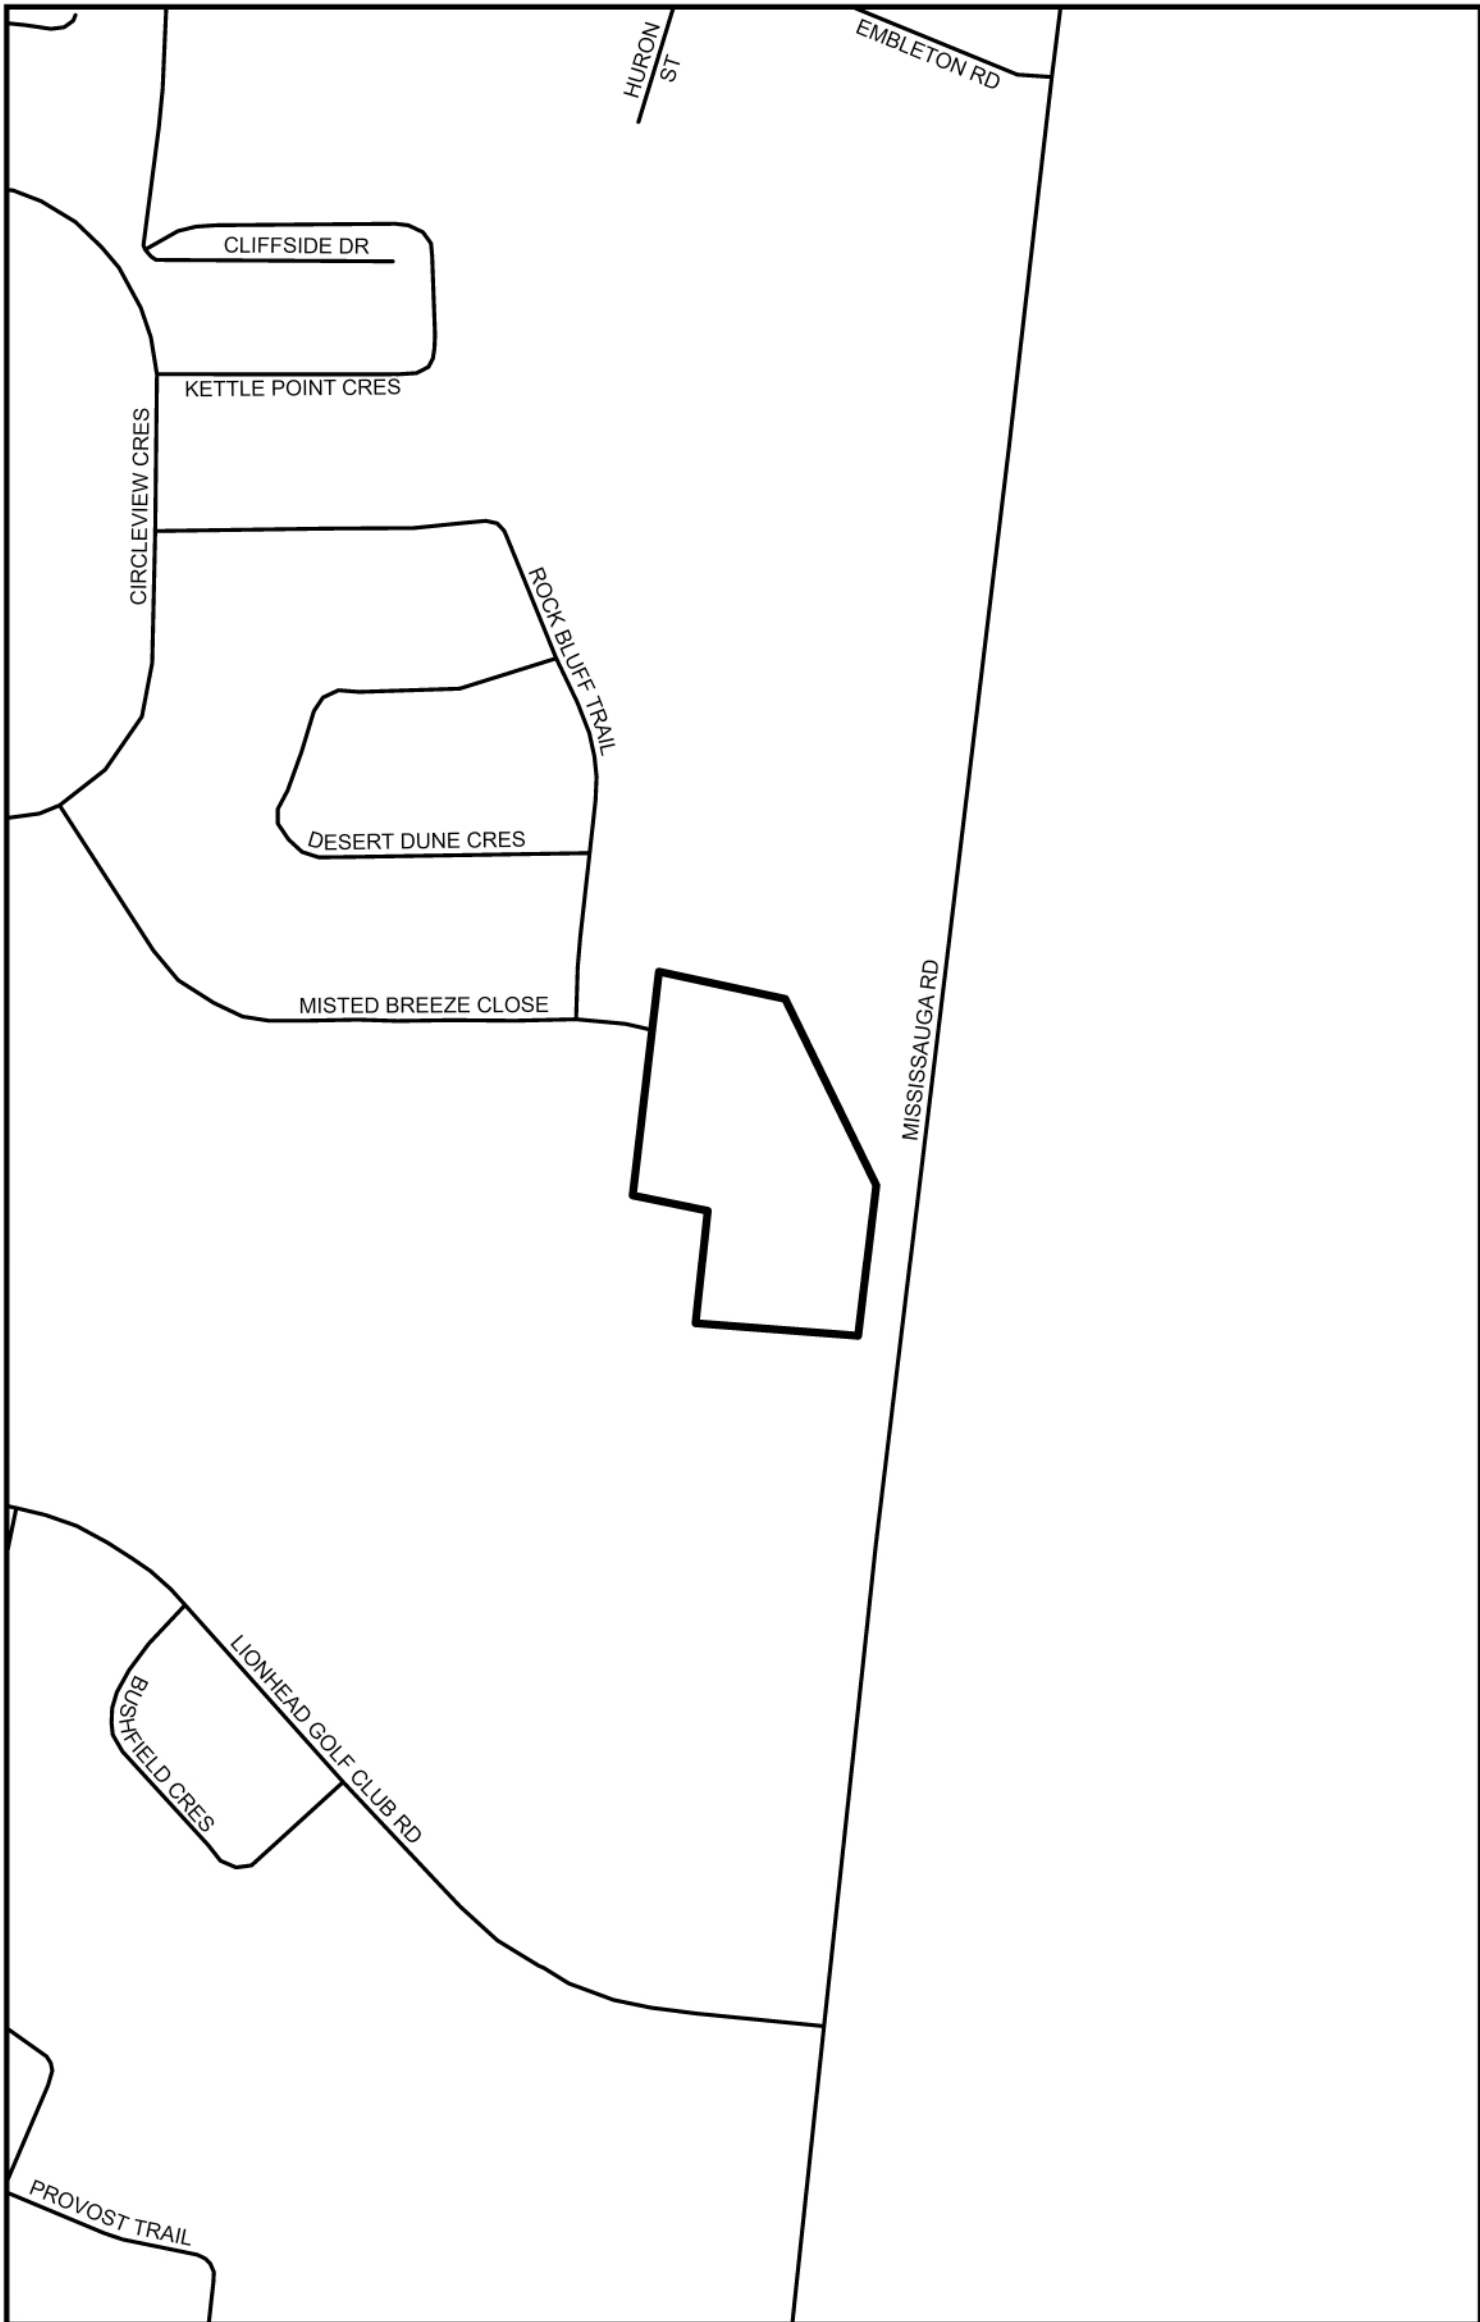 HURON
ST
EMBLETON RD
CLIFFSIDE DR
KETTLE POINT CRES
CIRCLEVIEW CRES
ROCK BLUFF TRAIL
DESERT DUNE CRES
MISTED BREEZE CLOSE
MISSISSAUGA RD
LIONHEAD GOLF CLUB RD
BUSHFIELD CRES
PROVOST TRAIL